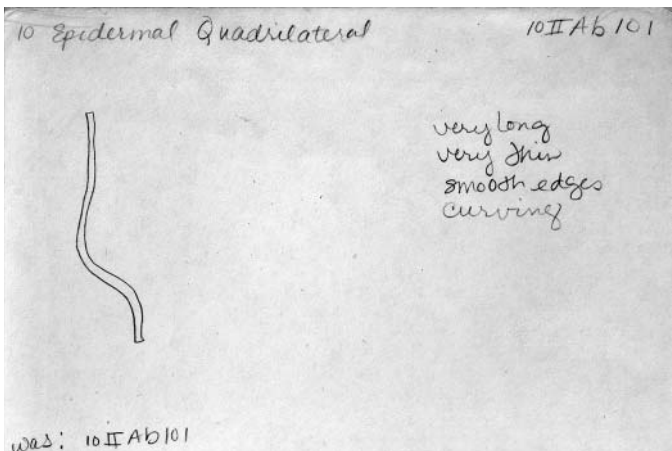 10 Epidermal Quadrilateral
10 II Ab 101
very long
very thin
smooth edges
curving
was: 10 II Ab 101